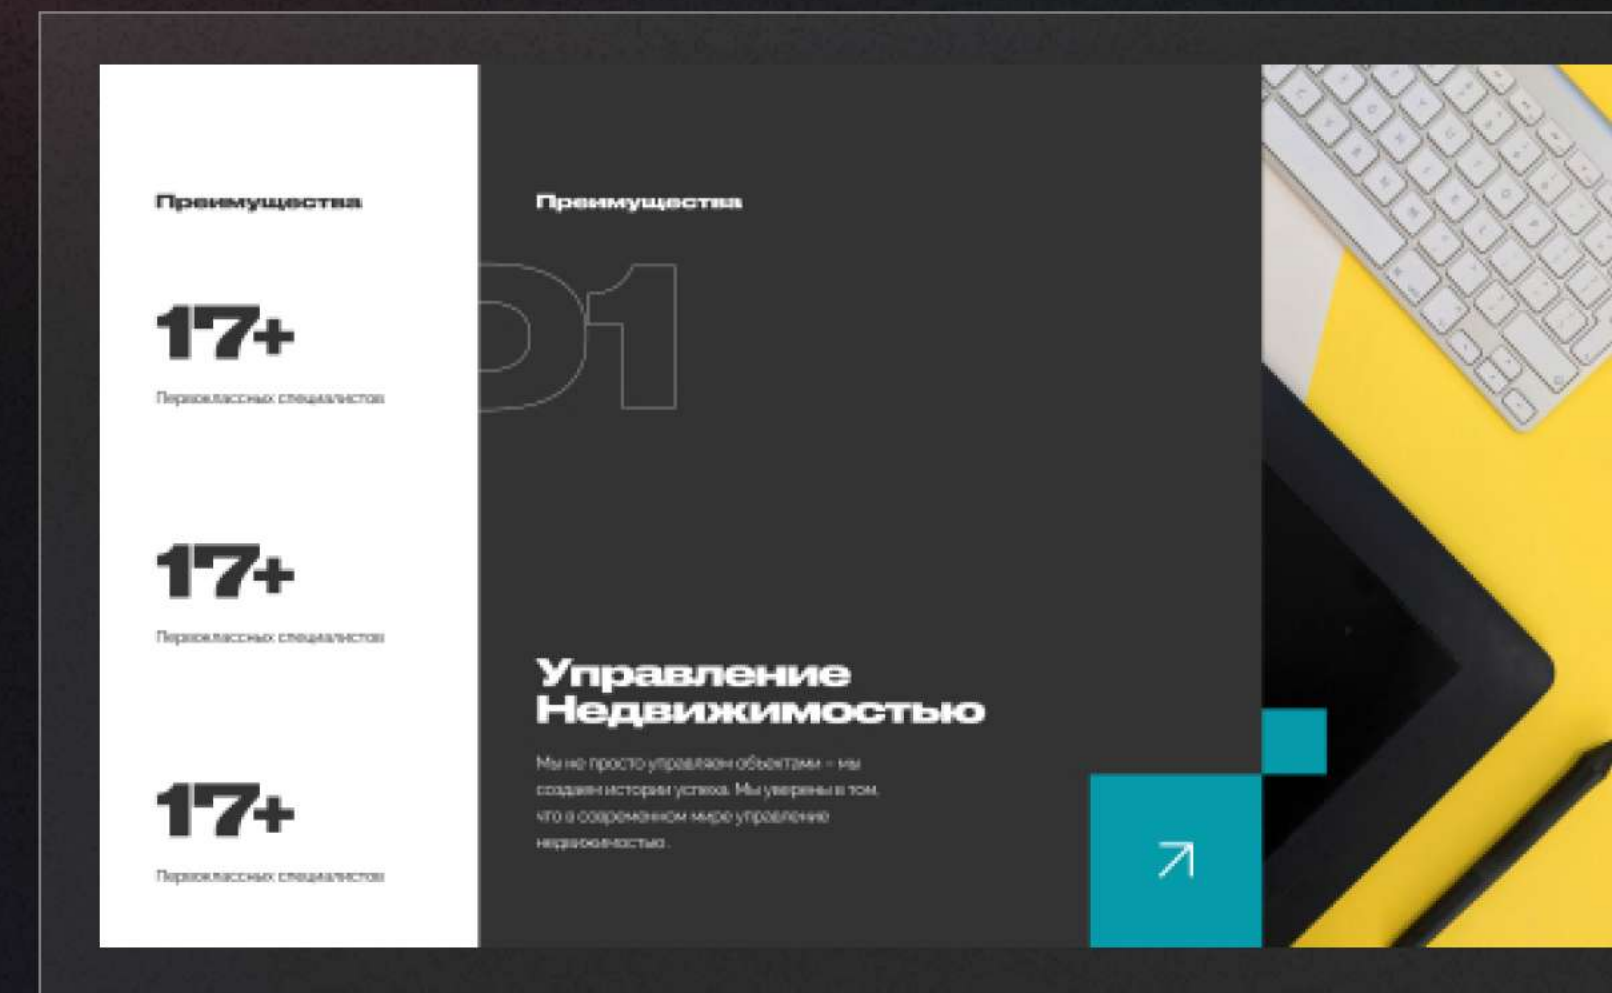 Преимущества
17+
Первоклассных специалистов
17+
Первоклассных специалистов
17+
Первоклассных специалистов
Преимущества
01
Управление
Недвижимостью
Мы не просто управляем объектами – мы
создаем истории успеха. Мы уверены в том,
что в современном мире управление
недвижимостью.